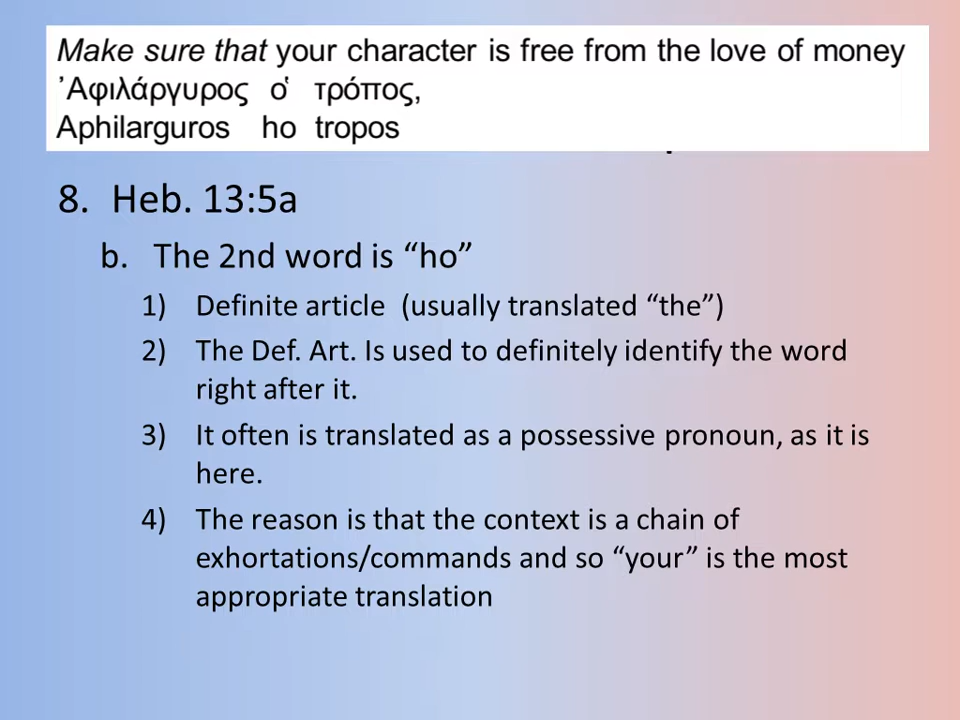 Make sure that your character is free from the love of money
᾿Αφιλάργυρος ο῾ τρόπος,
Aphilarguros ho tropos
8. Heb. 13:5a
b. The 2nd word is “ho”
1) Definite article (usually translated “the”)
2) The Def. Art. Is used to definitely identify the word
right after it.
3) It often is translated as a possessive pronoun, as it is
here.
4) The reason is that the context is a chain of
exhortations/commands and so “your” is the most
appropriate translation